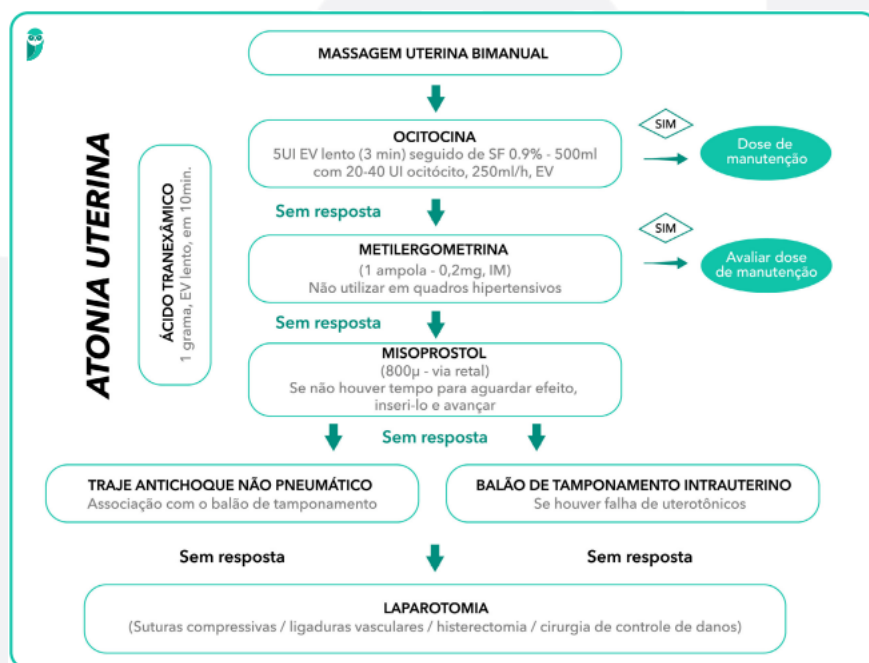 MASSAGEM UTERINA BIMANUAL
ATONIA UTERINA
ÁCIDO TRANEXÂMICO
1 grama, EV lento, em 10min.
OCITOCINA
5UI EV lento (3 min) seguido de SF 0.9% - 500ml
com 20-40 UI ocitócito, 250ml/h, EV
SIM
Dose de
manutenção
Sem resposta
METILERGOMETRINA
(1 ampola - 0,2mg, IM)
Não utilizar em quadros hipertensivos
SIM
Avaliar dose
de manutenção
Sem resposta
MISOPROSTOL
(800µ - via retal)
Se não houver tempo para aguardar efeito,
inseri-lo e avançar
Sem resposta
TRAJE ANTICHOQUE NÃO PNEUMÁTICO
Associação com o balão de tamponamento
BALÃO DE TAMPONAMENTO INTRAUTERINO
Se houver falha de uterotônicos
Sem resposta
Sem resposta
LAPAROTOMIA
(Suturas compressivas / ligaduras vasculares / histerectomia / cirurgia de controle de danos)